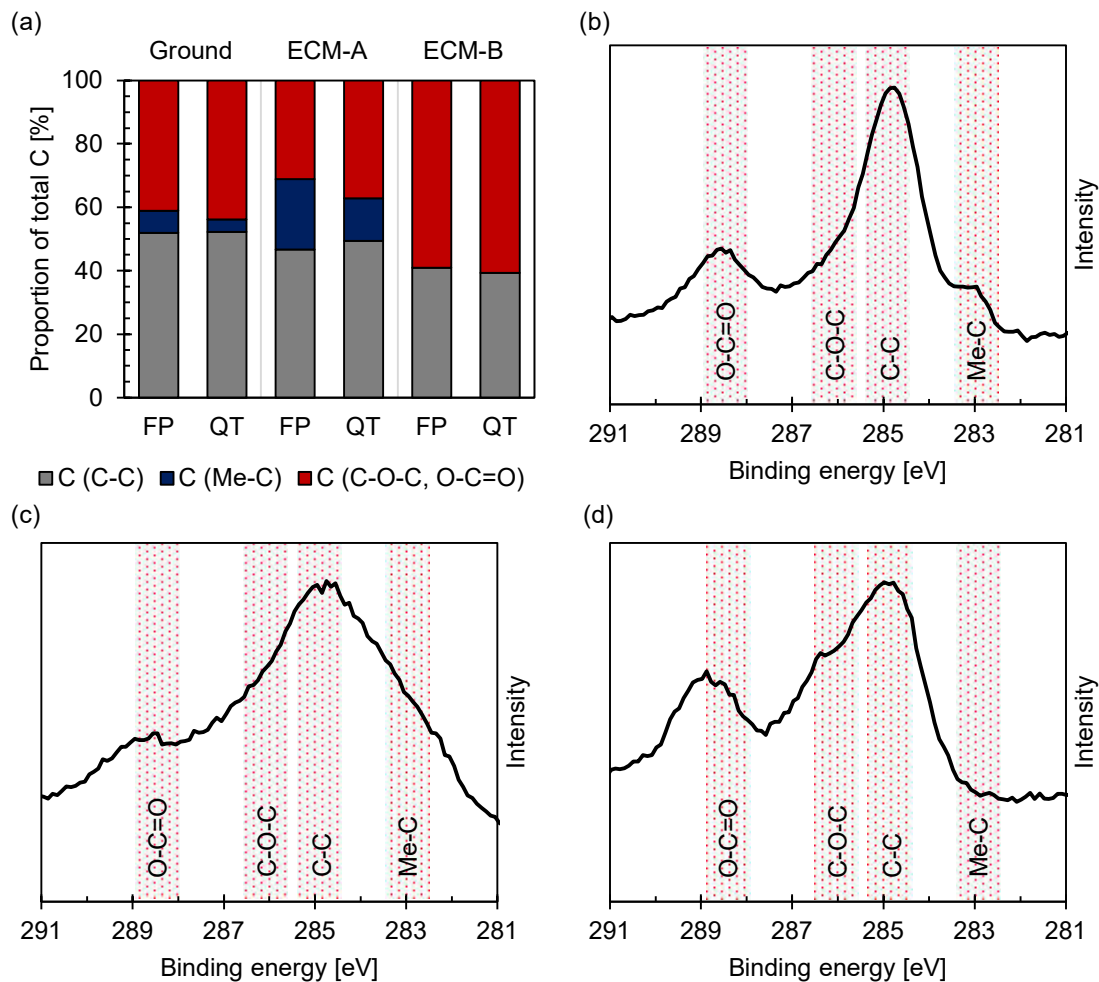 (a)
Ground ECM-A ECM-B
Proportion of total C [%]
100
80
60
40
20
0
FP QT FP QT FP QT
C (C-C) C (Me-C) C (C-O-C, O-C=O)
(b)
O-C=O C-O-C C-C Me-C
Intensity
291 289 287 285 283 281
Binding energy [eV]
(c)
O-C=O C-O-C C-C Me-C
Intensity
291 289 287 285 283 281
Binding energy [eV]
(d)
O-C=O C-O-C C-C Me-C
Intensity
291 289 287 285 283 281
Binding energy [eV]